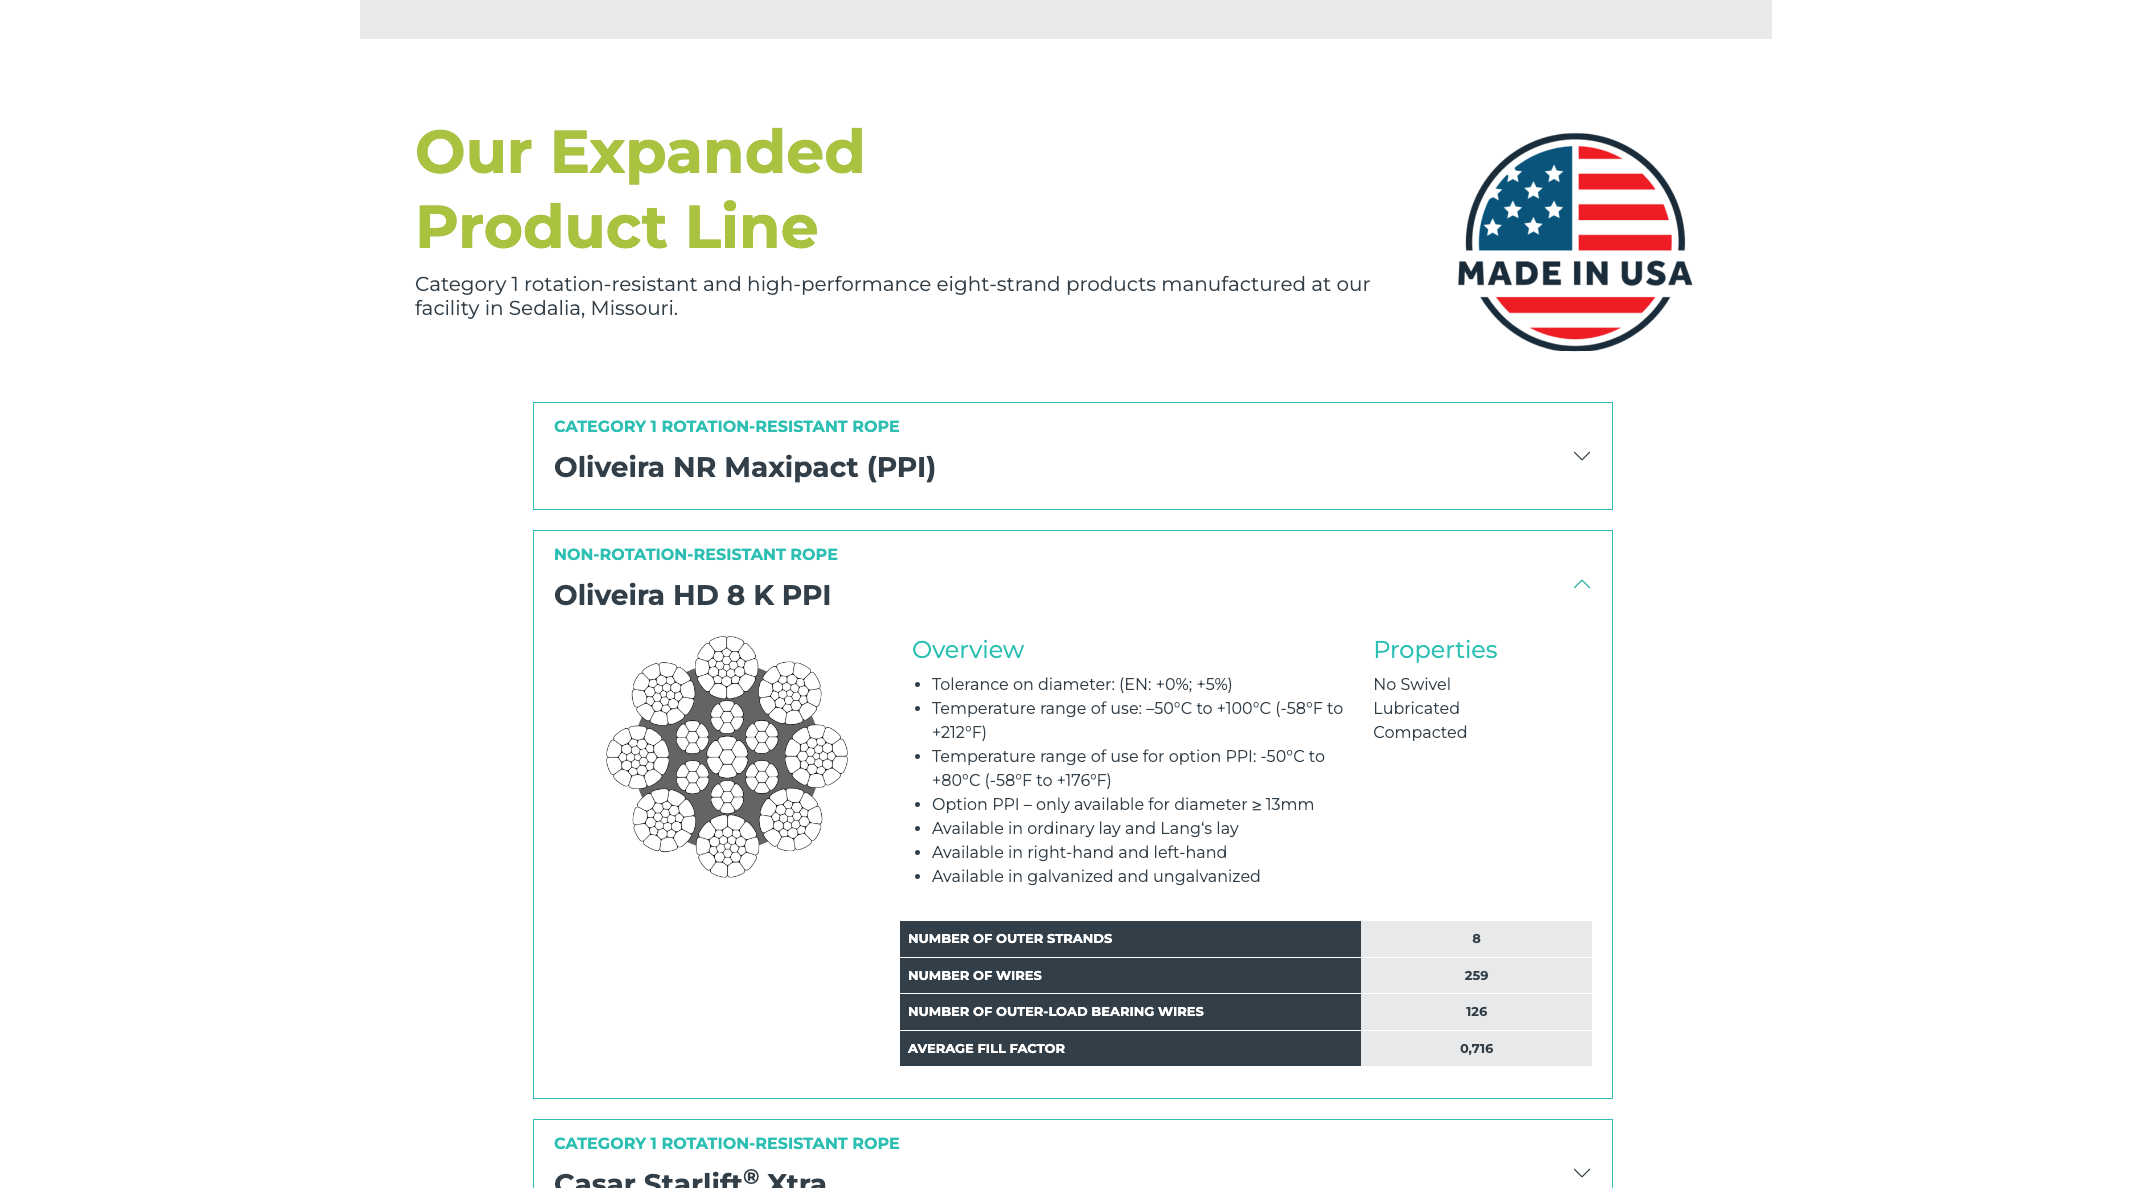 Our Expanded
Product Line
Category 1 rotation-resistant and high-performance eight-strand products manufactured at our
facility in Sedalia, Missouri.
MADE IN USA
CATEGORY 1 ROTATION-RESISTANT ROPE
Oliveira NR Maxipact (PPI)
NON-ROTATION-RESISTANT ROPE
Oliveira HD 8 K PPI
Overview
• Tolerance on diameter: (EN: +0%; +5%)
• Temperature range of use: –50°C to +100°C (-58°F to
+212°F)
• Temperature range of use for option PPI: -50°C to
+80°C (-58°F to +176°F)
• Option PPI – only available for diameter ≥ 13mm
• Available in ordinary lay and Lang‘s lay
• Available in right-hand and left-hand
• Available in galvanized and ungalvanized
Properties
No Swivel
Lubricated
Compacted
NUMBER OF OUTER STRANDS 8
NUMBER OF WIRES 259
NUMBER OF OUTER-LOAD BEARING WIRES 126
AVERAGE FILL FACTOR 0,716
CATEGORY 1 ROTATION-RESISTANT ROPE
Casar Starlift® Xtra